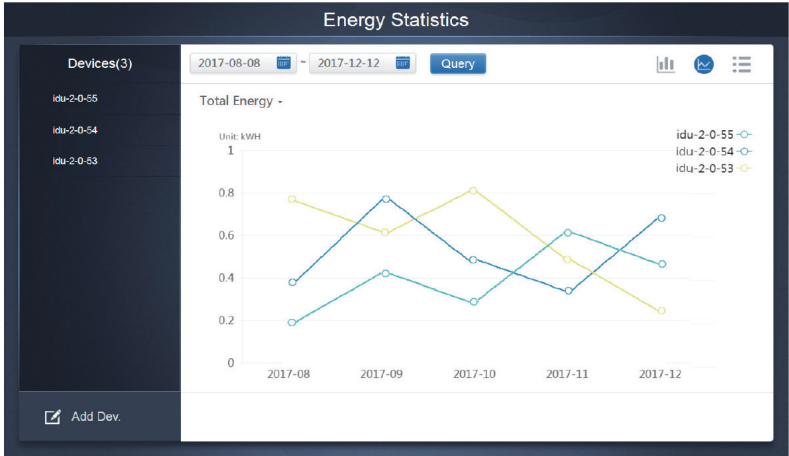 Energy Statistics
Devices(3)
idu-2-0-55
idu-2-0-54
idu-2-0-53
Add Dev.
2017-08-08 ~ 2017-12-12 Query
Total Energy
Unit: kWH
idu-2-0-55
idu-2-0-54
idu-2-0-53
1
0.8
0.6
0.4
0.2
0
2017-08 2017-09 2017-10 2017-11 2017-12